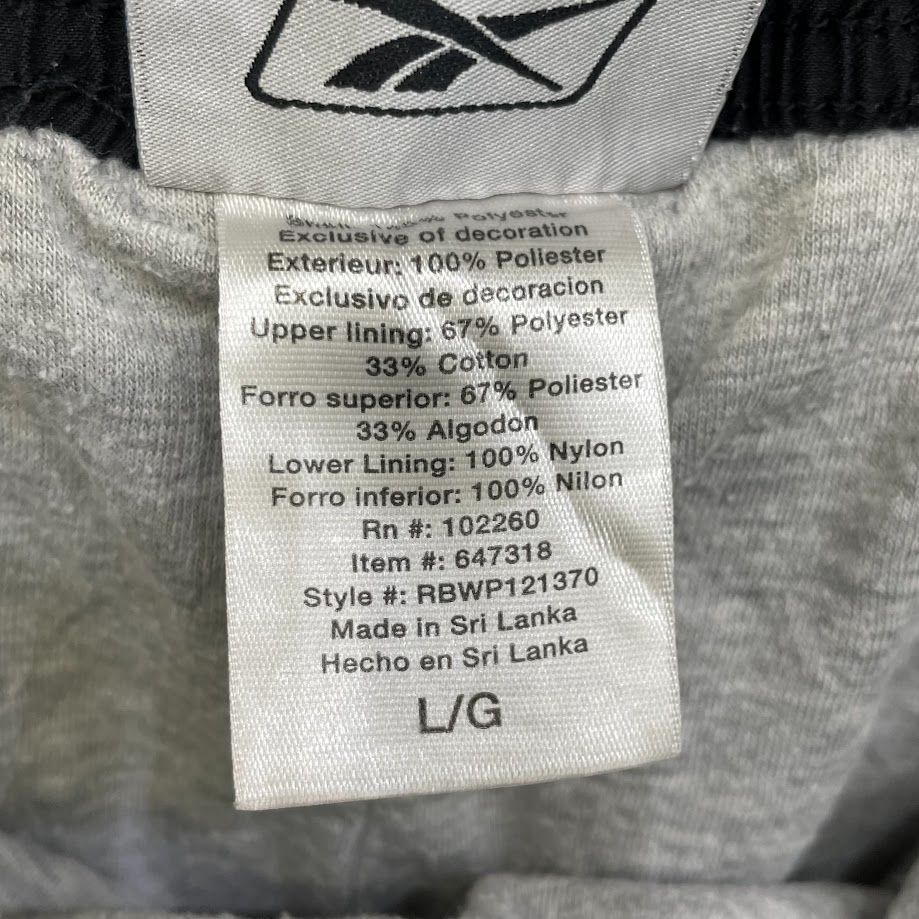 Polyester
Exclusive of decoration
Exterieur: 100% Poliester
Exclusivo de decoracion
Upper lining: 67% Polyester
33% Cotton
Forro superior: 67% Poliester
33% Algodon
Lower Lining: 100% Nylon
Forro inferior: 100% Nilon
Rn #: 102260
Item #: 647318
Style #: RBWP121370
Made in Sri Lanka
Hecho en Sri Lanka
L/G